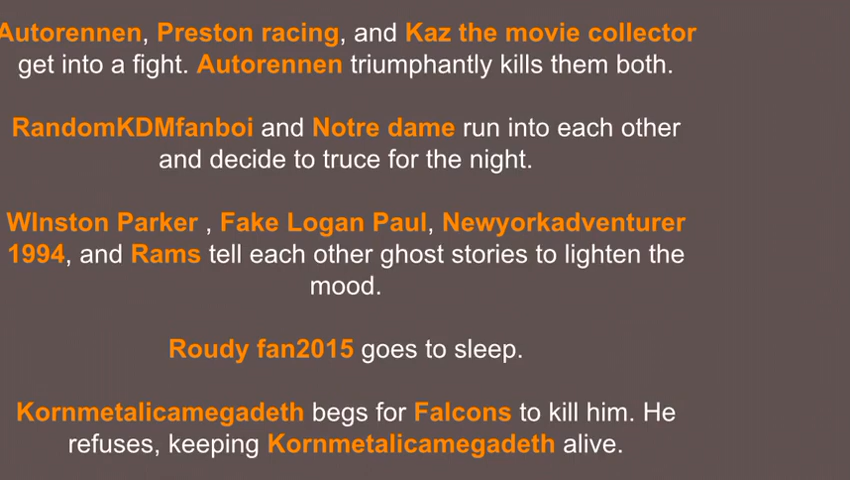 Autorennen, Preston racing, and Kaz the movie collector
get into a fight. Autorennen triumphantly kills them both.
RandomKDMfanboi and Notre dame run into each other
and decide to truce for the night.
WInston Parker , Fake Logan Paul, Newyorkadventurer
1994, and Rams tell each other ghost stories to lighten the
mood.
Roudy fan2015 goes to sleep.
Kornmetalicamegadeth begs for Falcons to kill him. He
refuses, keeping Kornmetalicamegadeth alive.